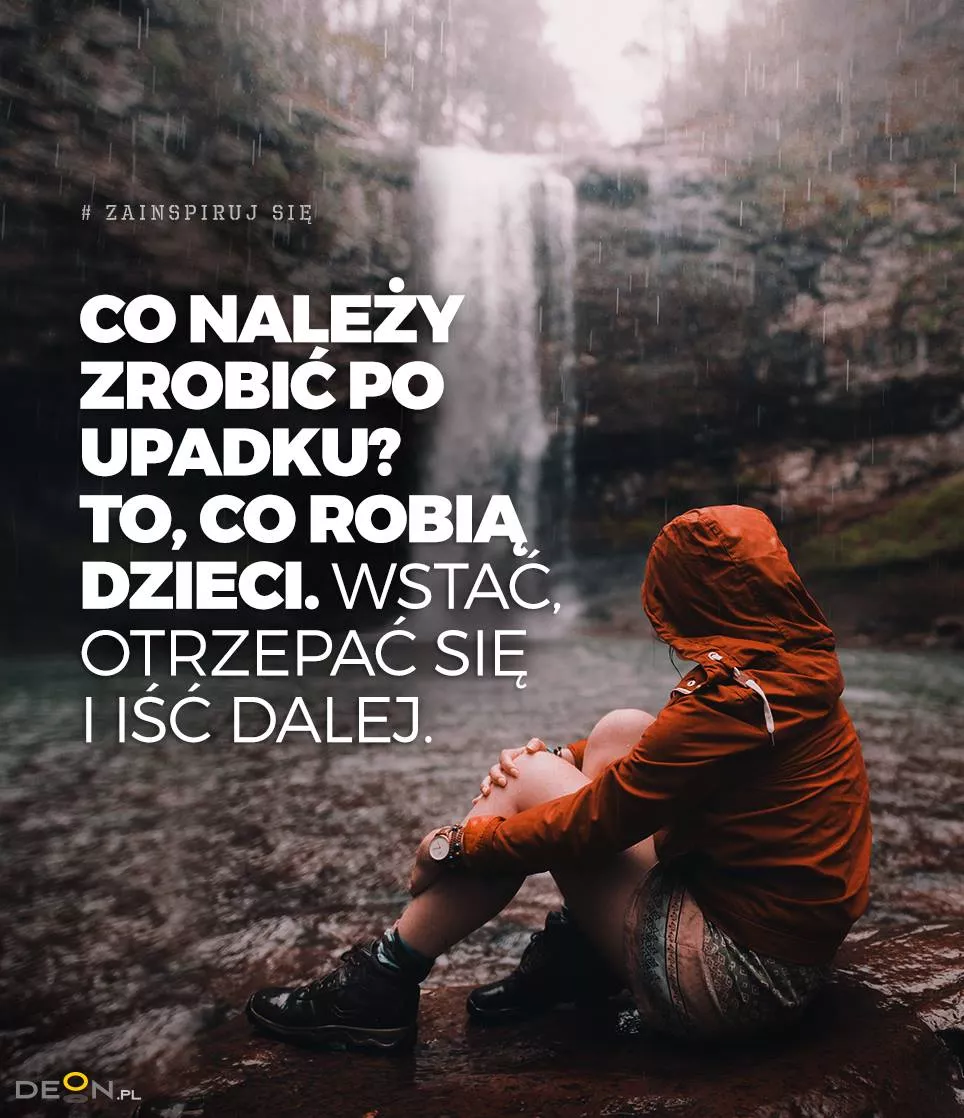 # ZAINSPIRUJ SIĘ
CO NALEŻY
ZROBIĆ PO
UPADKU?
TO, CO ROBIĄ
DZIECI. WSTAĆ,
OTRZEPAĆ SIĘ
I IŚĆ DALEJ.
DEON.PL